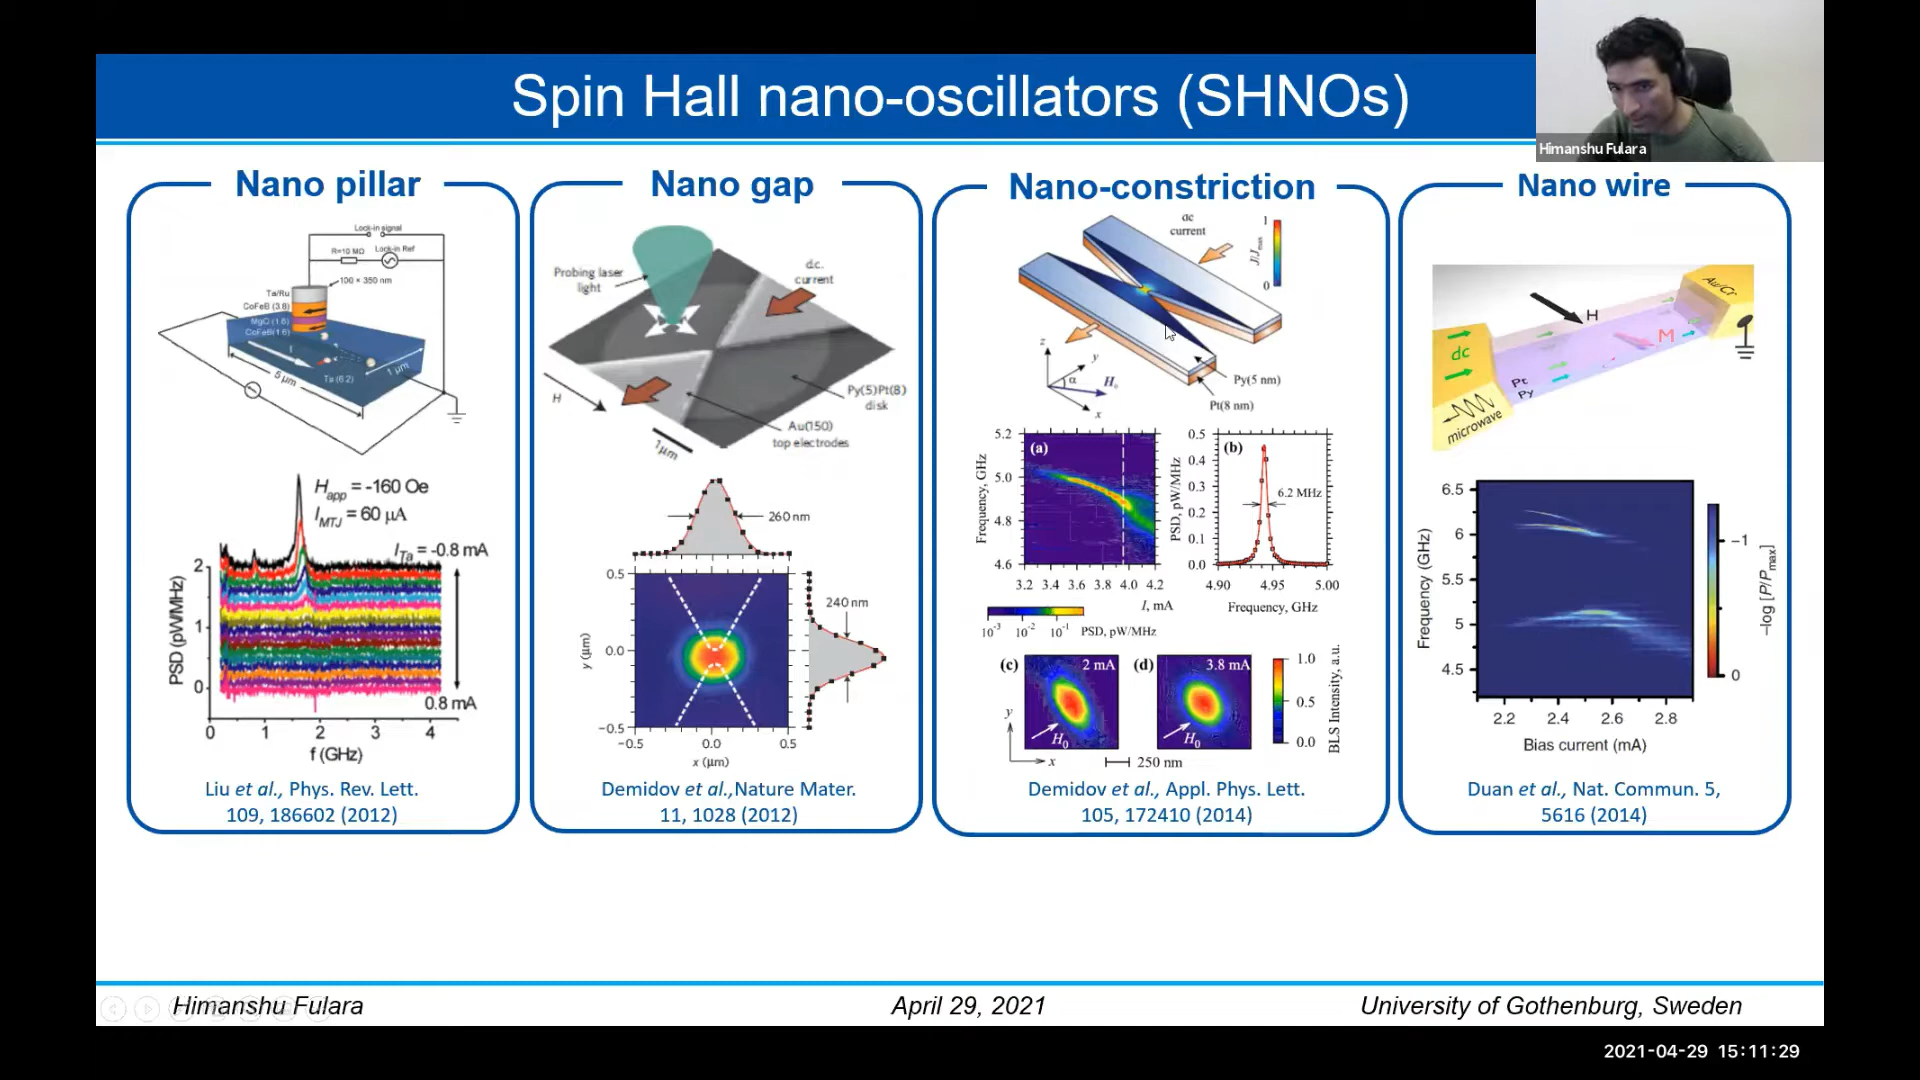 Spin Hall nano-oscillators (SHNOs)
Himanshu Fulara
Nano pillar
Lock-in signal
R=10 MΩ
Lock-in Ref
100 × 350 nm
Ta/Ru
CoFeB (3.8)
MgO (1.6)
CoFeB(1.6)
I
5 μm
Ta (6.2)
1 μm
H_app = -160 Oe
I_MTJ = 60 μA
I_Ta = -0.8 mA
PSD (pW/MHz)
2
1
0
0.8 mA
0 1 2 3 4
f (GHz)
Liu et al., Phys. Rev. Lett.
109, 186602 (2012)
Nano gap
Probing laser
light
d.c.
current
H
Py(5)Pt(8)
disk
Au(150)
top electrodes
1 μm
260 nm
240 nm
y (μm)
0.5
0.0
−0.5
−0.5 0.0 0.5
x (μm)
Demidov et al.,Nature Mater.
11, 1028 (2012)
Nano-constriction
dc
current
1
J/J_max
0
z
y
α
H₀
x
Py(5 nm)
Pt(8 nm)
(a)
Frequency, GHz
5.2
5.0
4.8
4.6
3.2 3.4 3.6 3.8 4.0 4.2
I, mA
10⁻³ 10⁻² 10⁻¹ PSD, pW/MHz
(b)
PSD, pW/MHz
0.5
0.4
0.3
0.2
0.1
0.0
6.2 MHz
4.90 4.95 5.00
Frequency, GHz
(c) 2 mA
H₀
(d) 3.8 mA
H₀
y
x
250 nm
1.0
0.5
0.0
BLS Intensity, a.u.
Demidov et al., Appl. Phys. Lett.
105, 172410 (2014)
Nano wire
Au/Cr
H
M
dc
Pt
Py
microwave
Frequency (GHz)
6.5
6
5.5
5
4.5
2.2 2.4 2.6 2.8
Bias current (mA)
−1
0
−log [P/P_max]
Duan et al., Nat. Commun. 5,
5616 (2014)
Himanshu Fulara
April 29, 2021
University of Gothenburg, Sweden
2021-04-29 15:11:29